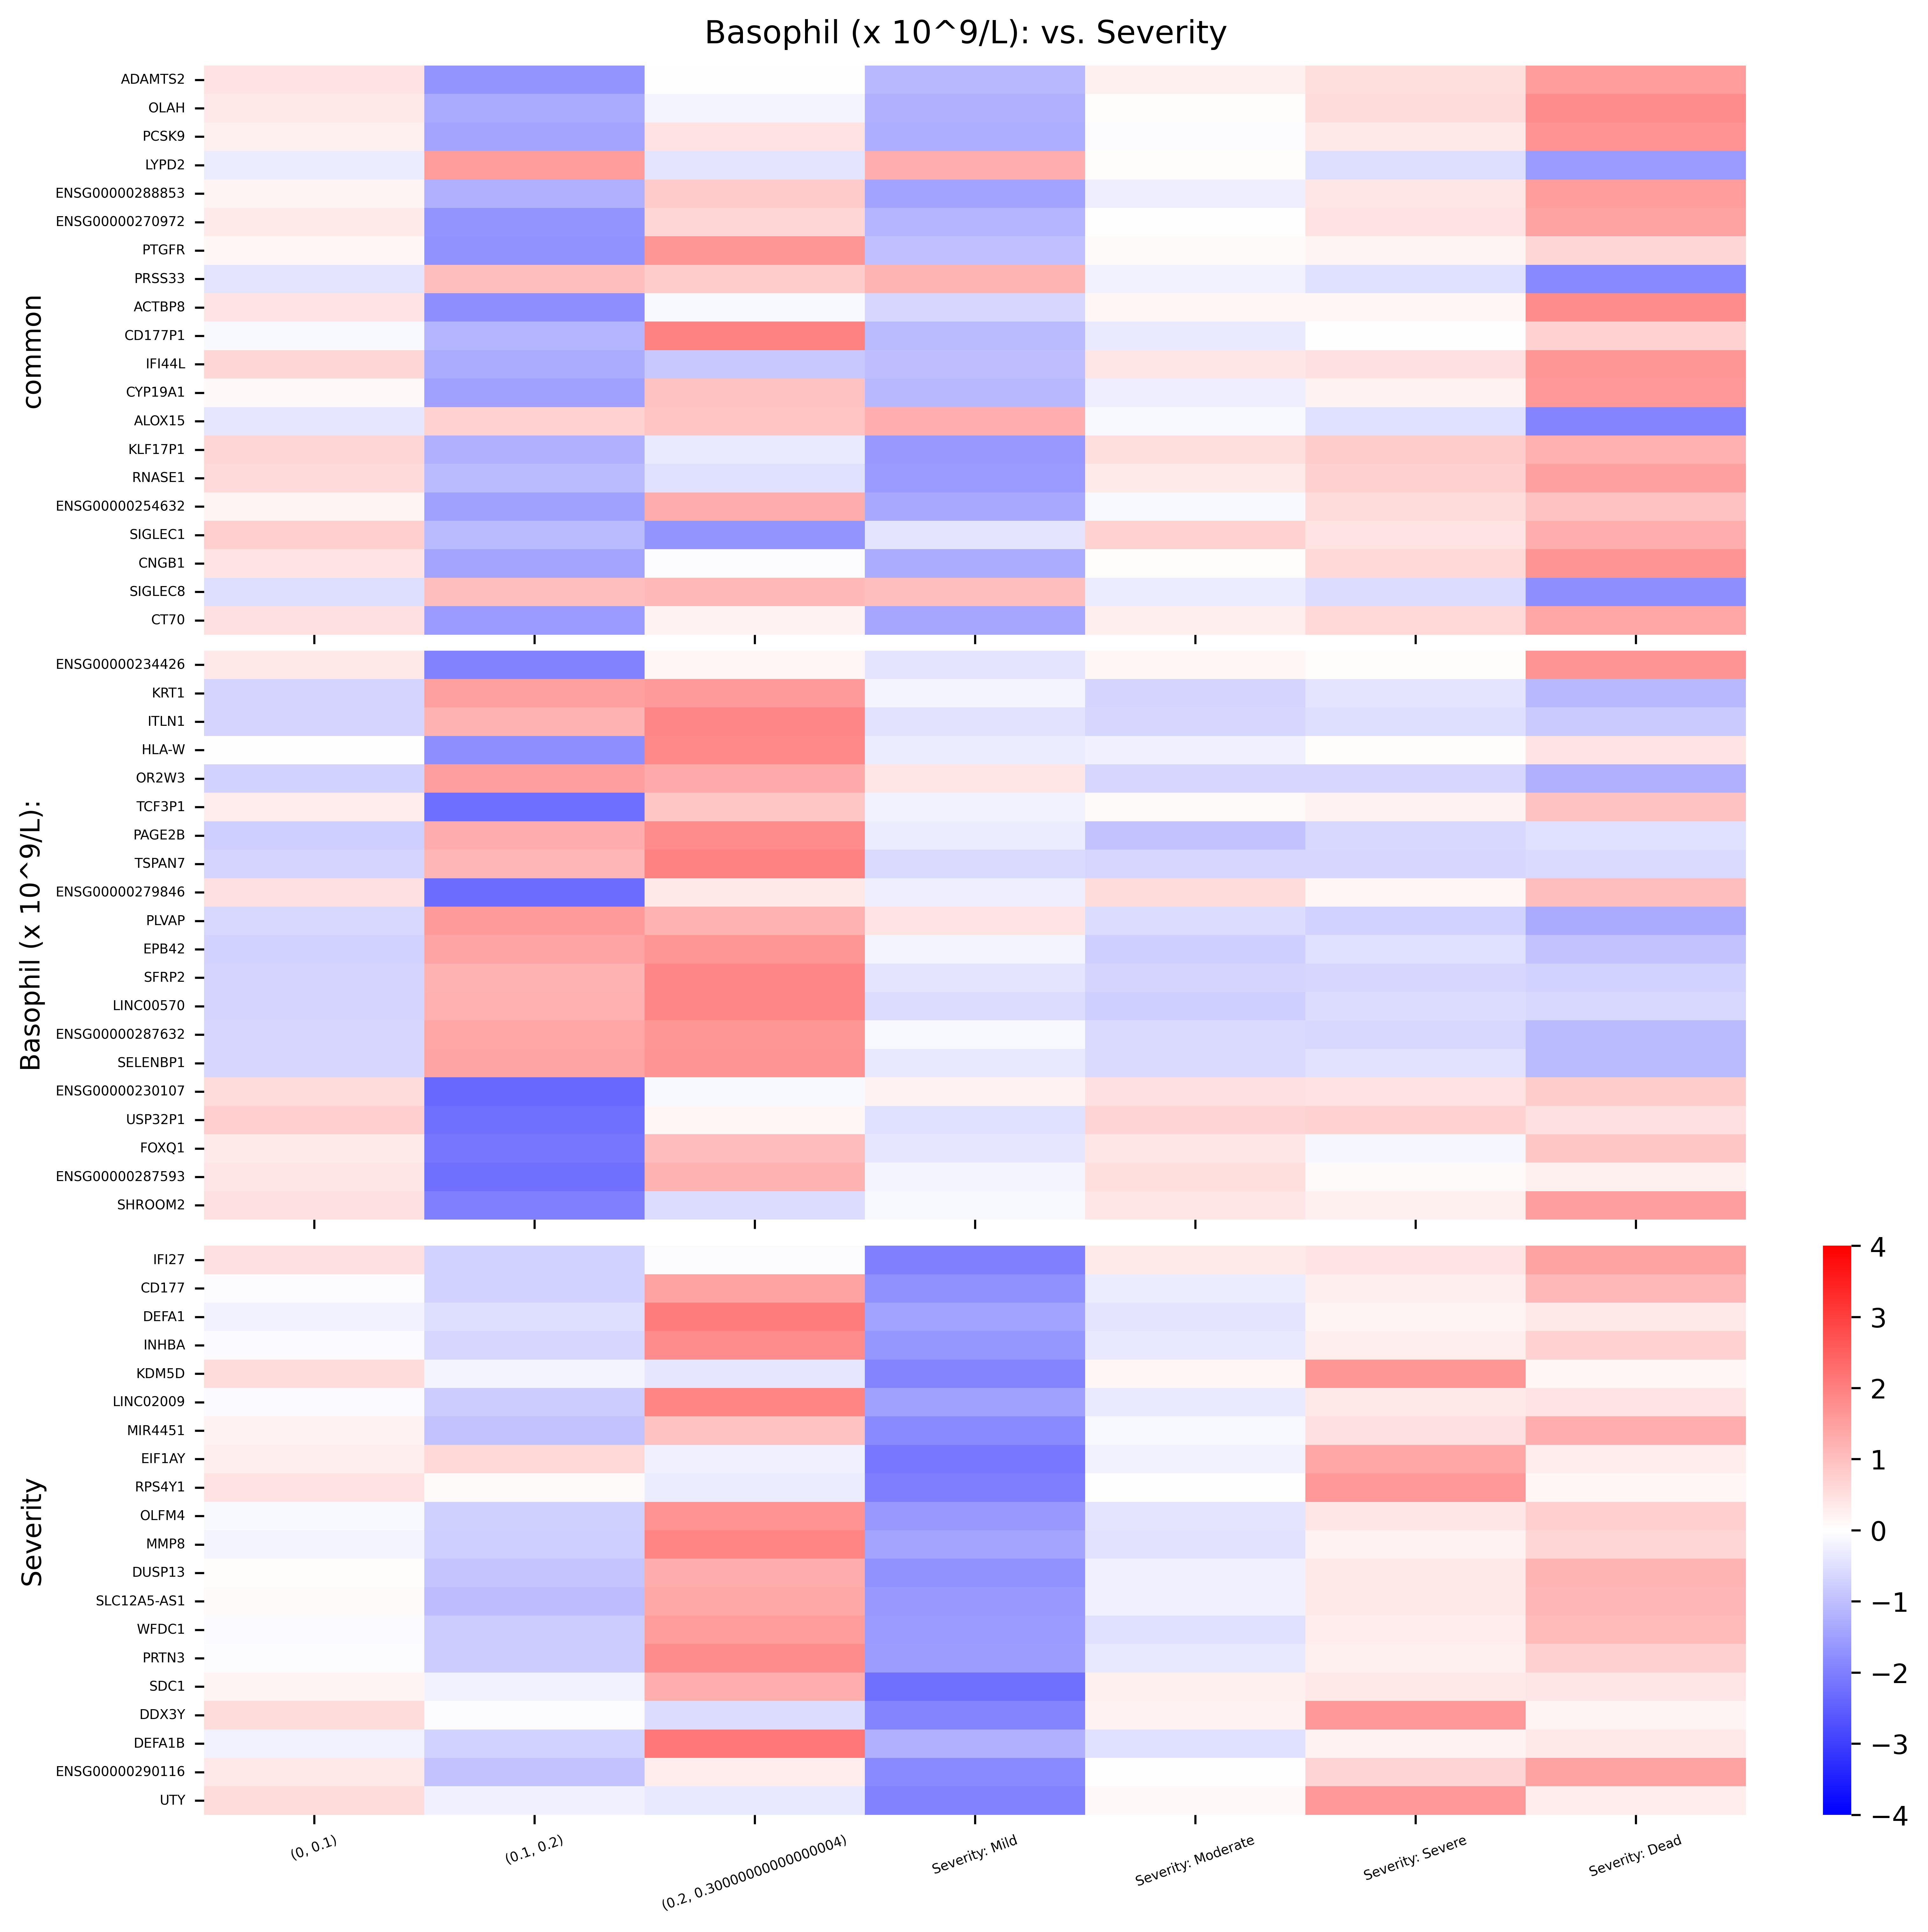 Basophil (x 10^9/L): vs. Severity
common
ADAMTS2
OLAH
PCSK9
LYPD2
ENSG00000288853
ENSG00000270972
PTGFR
PRSS33
ACTBP8
CD177P1
IFI44L
CYP19A1
ALOX15
KLF17P1
RNASE1
ENSG00000254632
SIGLEC1
CNGB1
SIGLEC8
CT70
Basophil (x 10^9/L):
ENSG00000234426
KRT1
ITLN1
HLA-W
OR2W3
TCF3P1
PAGE2B
TSPAN7
ENSG00000279846
PLVAP
EPB42
SFRP2
LINC00570
ENSG00000287632
SELENBP1
ENSG00000230107
USP32P1
FOXQ1
ENSG00000287593
SHROOM2
Severity
IFI27
CD177
DEFA1
INHBA
KDM5D
LINC02009
MIR4451
EIF1AY
RPS4Y1
OLFM4
MMP8
DUSP13
SLC12A5-AS1
WFDC1
PRTN3
SDC1
DDX3Y
DEFA1B
ENSG00000290116
UTY
(0, 0.1)
(0.1, 0.2)
(0.2, 0.30000000000000004)
Severity: Mild
Severity: Moderate
Severity: Severe
Severity: Dead
4
3
2
1
0
−1
−2
−3
−4